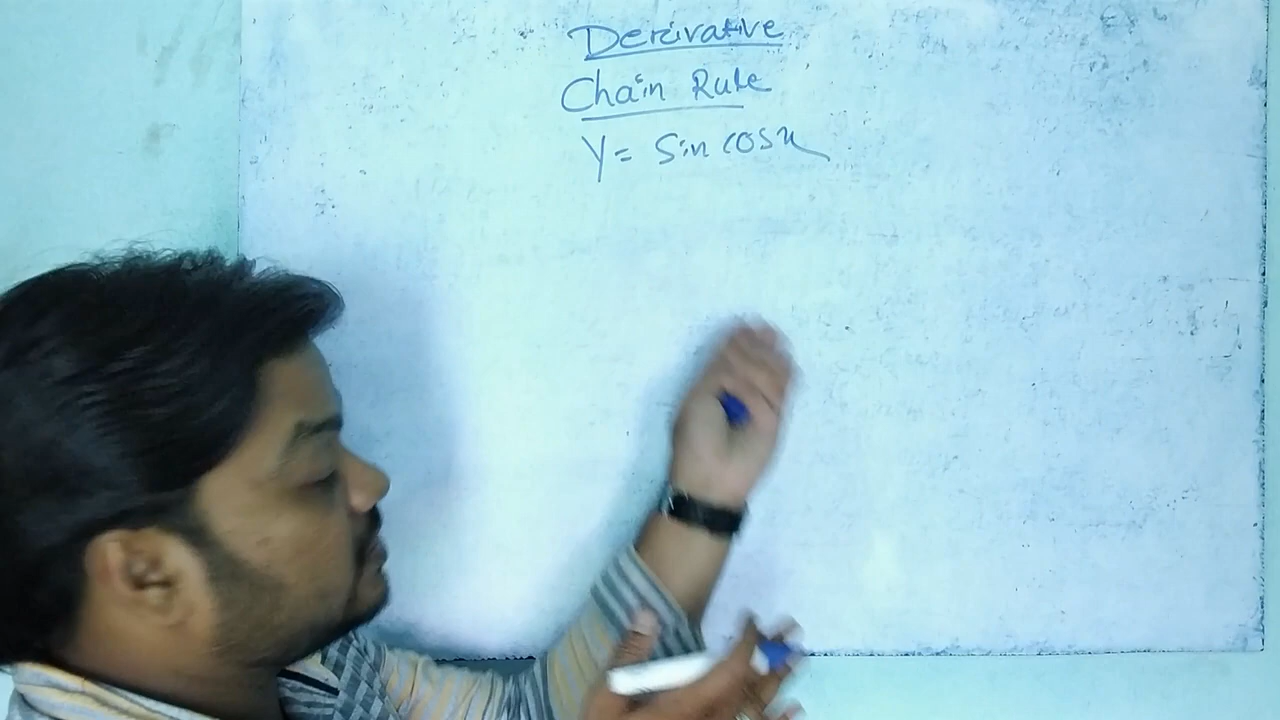 Derivative
Chain Rule
Y = Sin cosx